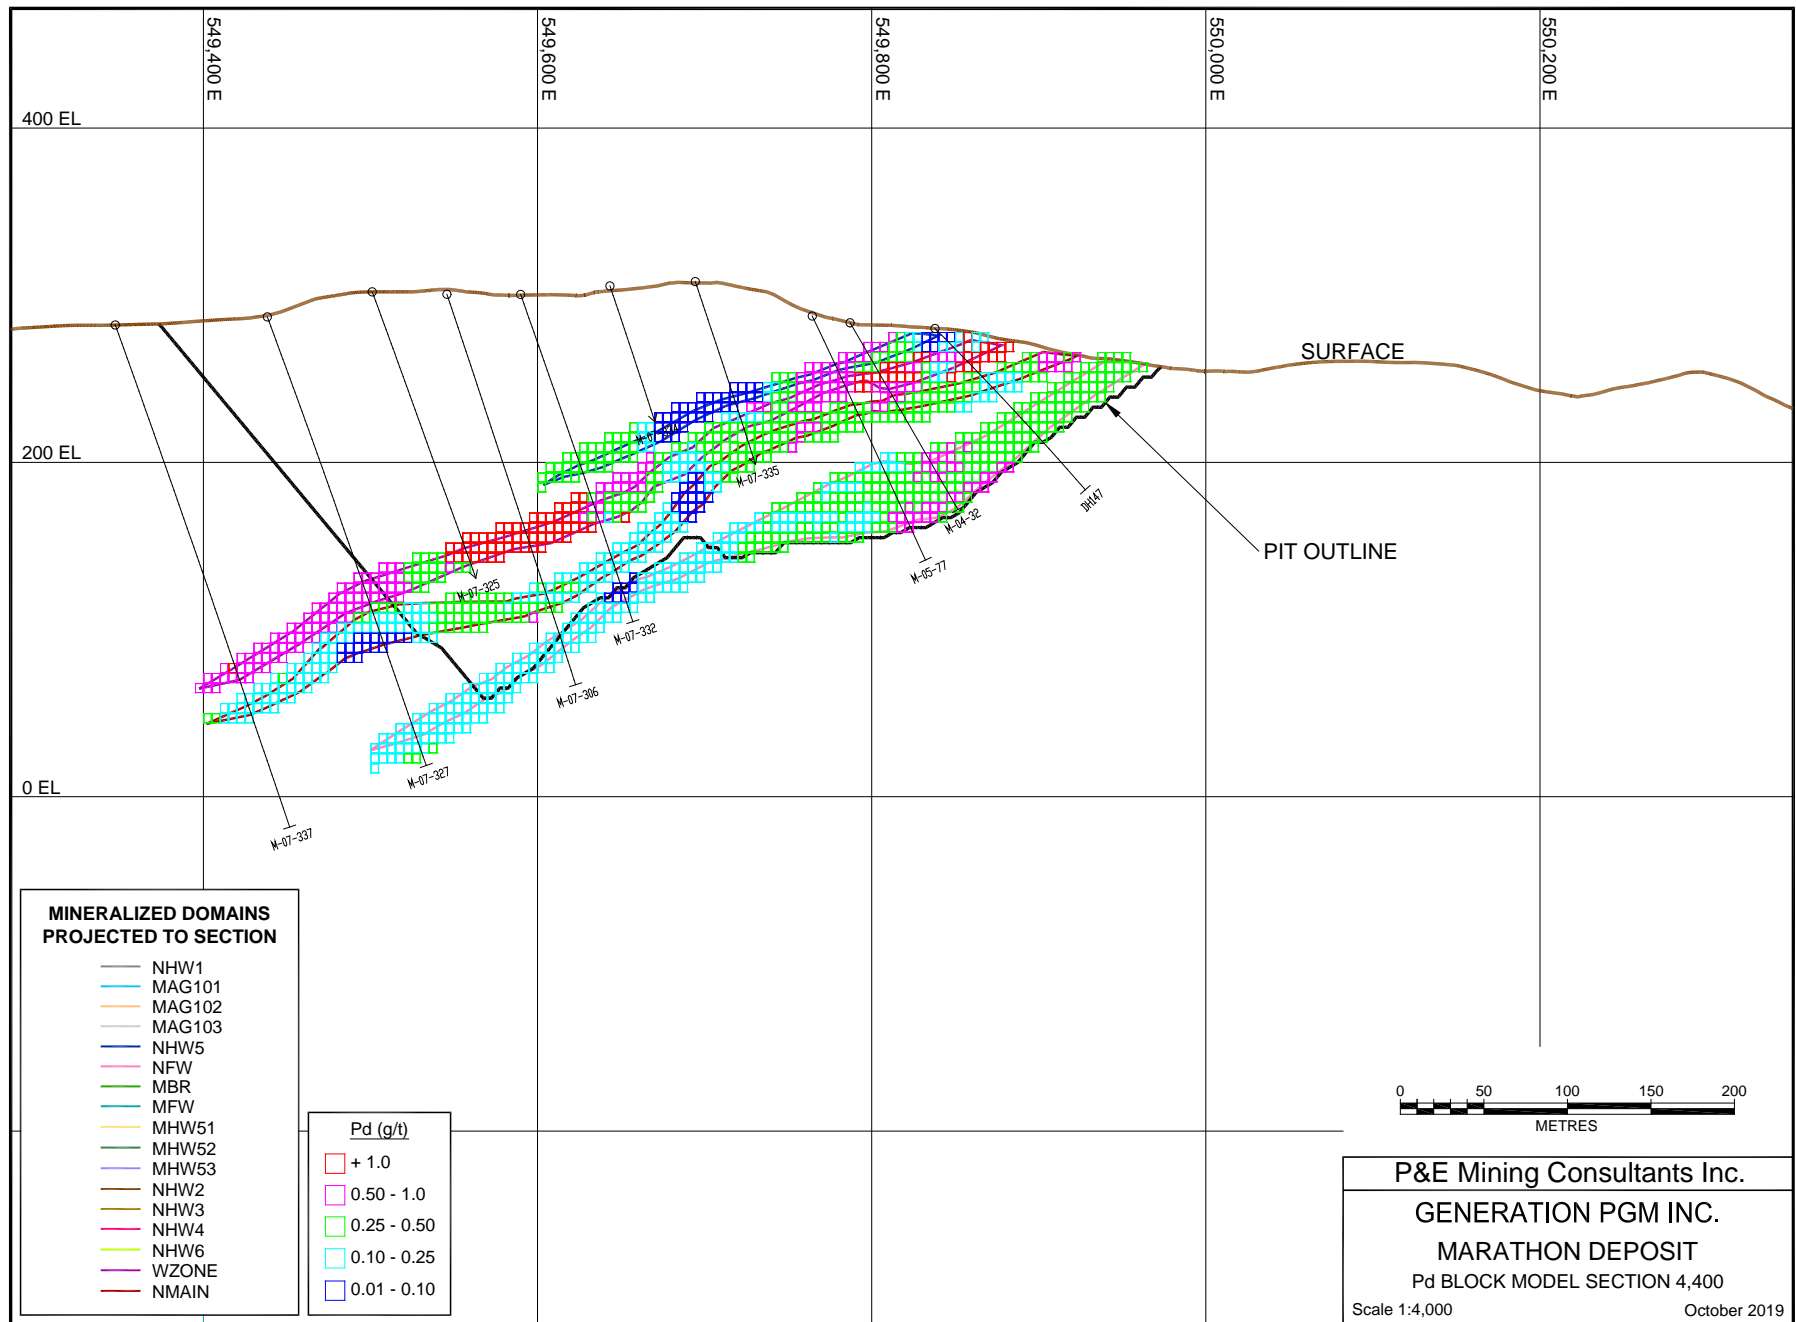 549,400 E
549,600 E
549,800 E
550,000 E
550,200 E
400 EL
SURFACE
200 EL
M-07-335
DH147
M-04-32
PIT OUTLINE
M-05-77
M-07-325
M-07-332
M-07-306
M-07-327
0 EL
M-07-337
MINERALIZED DOMAINS
PROJECTED TO SECTION
NHW1
MAG101
MAG102
MAG103
NHW5
NFW
MBR
MFW
MHW51
MHW52
MHW53
NHW2
NHW3
NHW4
NHW6
WZONE
NMAIN
Pd (g/t)
+ 1.0
0.50 - 1.0
0.25 - 0.50
0.10 - 0.25
0.01 - 0.10
0 50 100 150 200
METRES
P&E Mining Consultants Inc.
GENERATION PGM INC.
MARATHON DEPOSIT
Pd BLOCK MODEL SECTION 4,400
Scale 1:4,000 October 2019